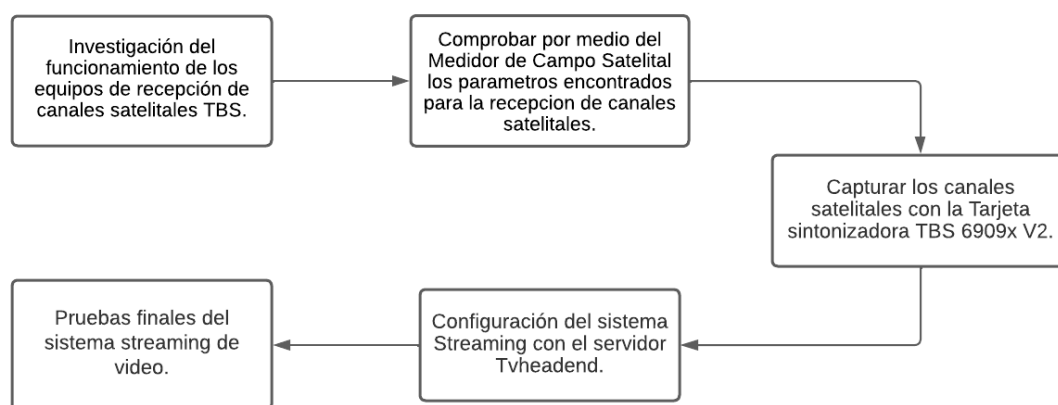 Investigación del
funcionamiento de los
equipos de recepción de
canales satelitales TBS.
Comprobar por medio del
Medidor de Campo Satelital
los parametros encontrados
para la recepcion de canales
satelitales.
Capturar los canales
satelitales con la Tarjeta
sintonizadora TBS 6909x V2.
Configuración del sistema
Streaming con el servidor
Tvheadend.
Pruebas finales del
sistema streaming de
video.